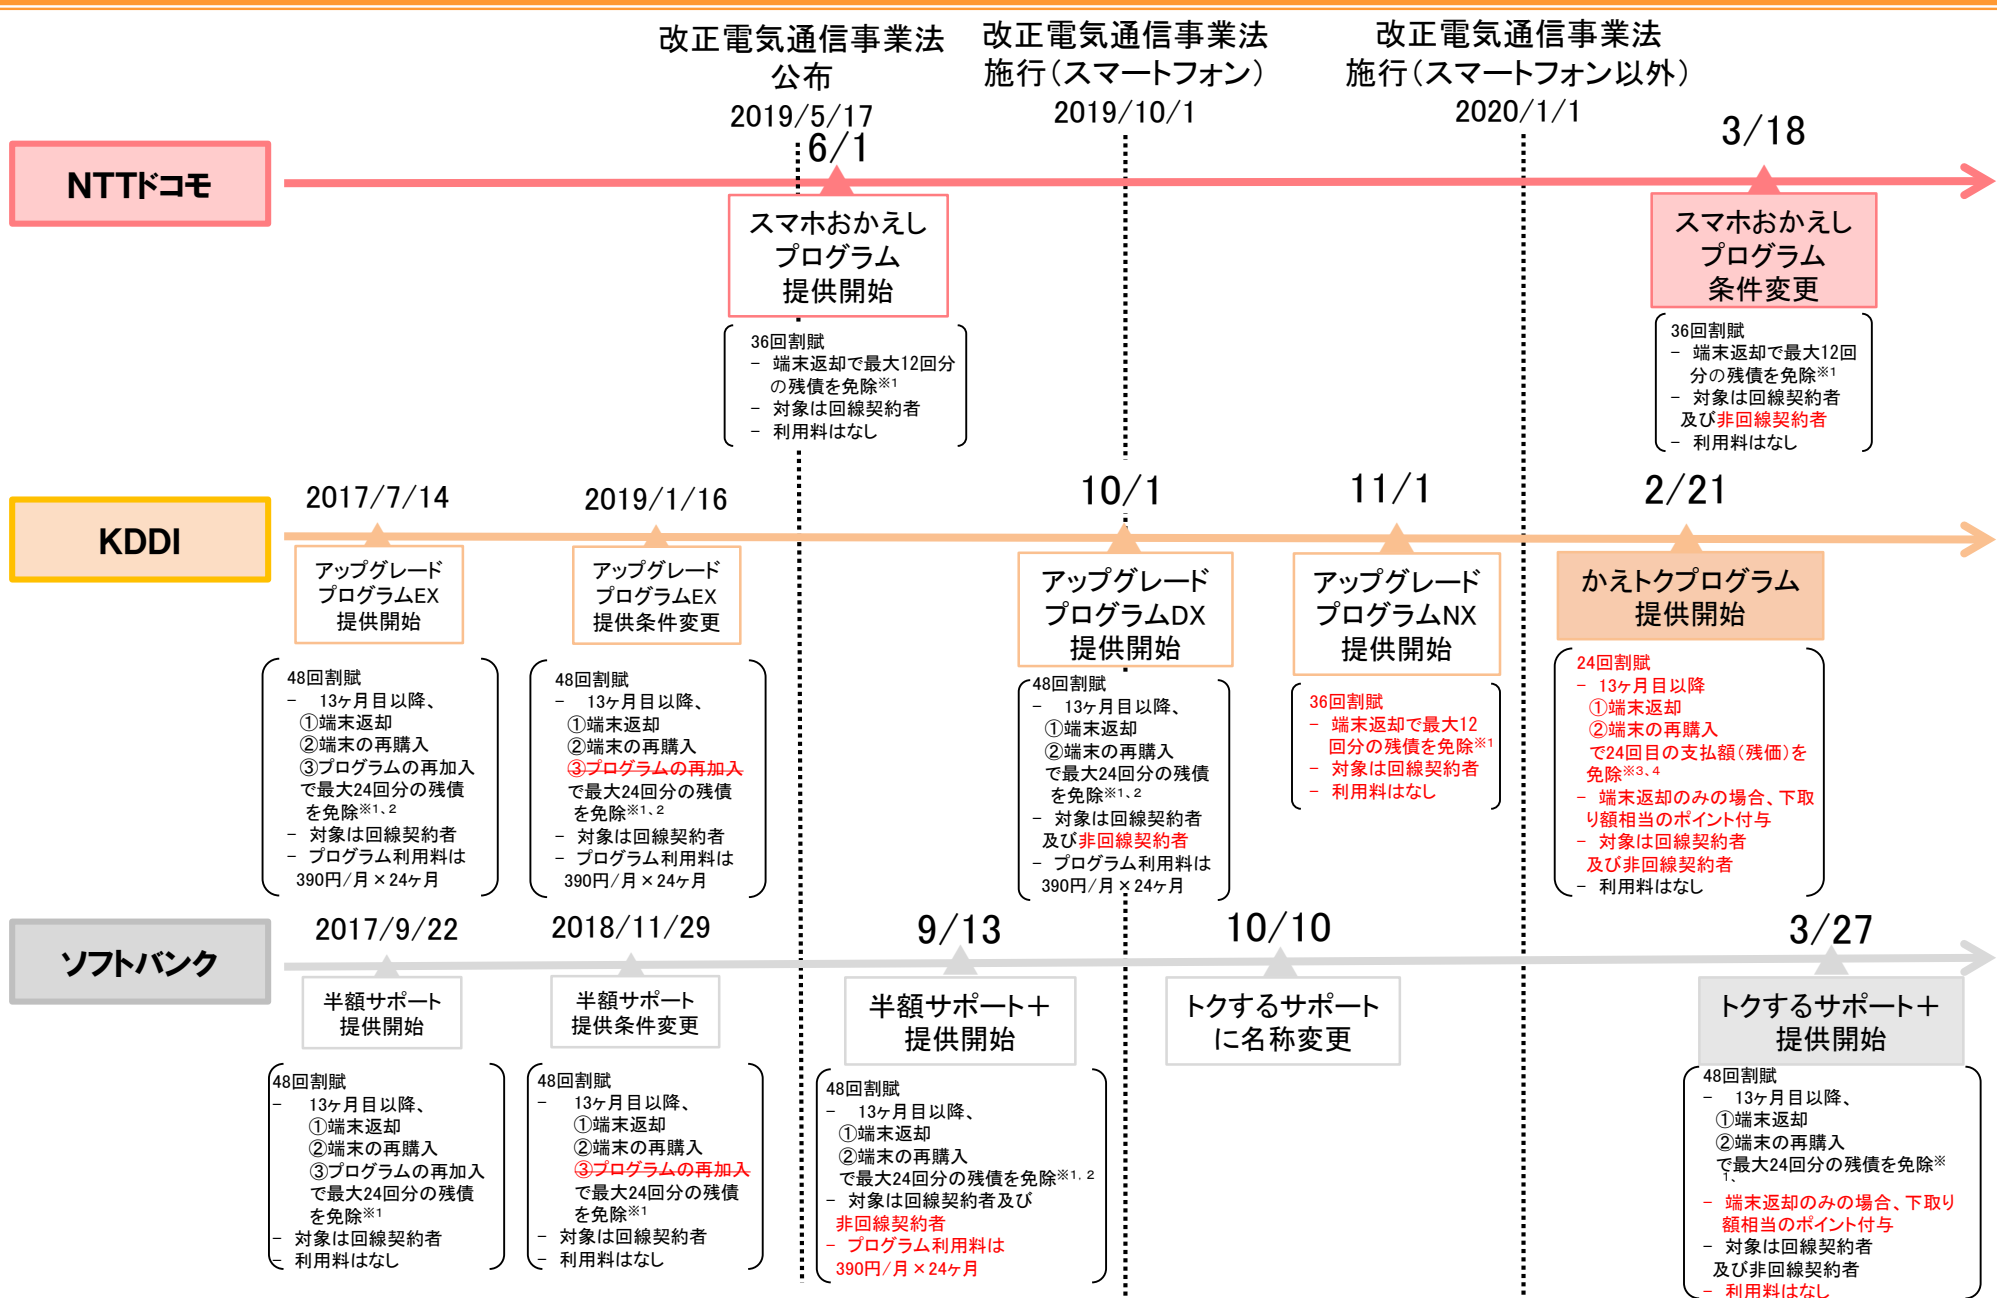 改正電気通信事業法
公布
2019/5/17
改正電気通信事業法
施行(スマートフォン)
2019/10/1
改正電気通信事業法
施行(スマートフォン以外)
2020/1/1
NTTドコモ
6/1
スマホおかえし
プログラム
提供開始
36回割賦
- 端末返却で最大12回分
の残債を免除※1
- 対象は回線契約者
- 利用料はなし
3/18
スマホおかえし
プログラム
条件変更
36回割賦
- 端末返却で最大12回
分の残債を免除※1
- 対象は回線契約者
及び非回線契約者
- 利用料はなし
KDDI
2017/7/14
アップグレード
プログラムEX
提供開始
48回割賦
- 13ヶ月目以降、
①端末返却
②端末の再購入
③プログラムの再加入
で最大24回分の残債
を免除※1、2
- 対象は回線契約者
- プログラム利用料は
390円/月×24ヶ月
2019/1/16
アップグレード
プログラムEX
提供条件変更
48回割賦
- 13ヶ月目以降、
①端末返却
②端末の再購入
③プログラムの再加入
で最大24回分の残債
を免除※1、2
- 対象は回線契約者
- プログラム利用料は
390円/月×24ヶ月
10/1
アップグレード
プログラムDX
提供開始
48回割賦
- 13ヶ月目以降、
①端末返却
②端末の再購入
で最大24回分の残債
を免除※1、2
- 対象は回線契約者
及び非回線契約者
- プログラム利用料は
390円/月×24ヶ月
11/1
アップグレード
プログラムNX
提供開始
36回割賦
- 端末返却で最大12
回分の残債を免除※1
- 対象は回線契約者
- 利用料はなし
2/21
かえトクプログラム
提供開始
24回割賦
- 13ヶ月目以降
①端末返却
②端末の再購入
で24回目の支払額(残価)を
免除※3、4
- 端末返却のみの場合、下取
り額相当のポイント付与
- 対象は回線契約者
及び非回線契約者
- 利用料はなし
ソフトバンク
2017/9/22
半額サポート
提供開始
48回割賦
- 13ヶ月目以降、
①端末返却
②端末の再購入
③プログラムの再加入
で最大24回分の残債
を免除※1
- 対象は回線契約者
- 利用料はなし
2018/11/29
半額サポート
提供条件変更
48回割賦
- 13ヶ月目以降、
①端末返却
②端末の再購入
③プログラムの再加入
で最大24回分の残債
を免除※1
- 対象は回線契約者
- 利用料はなし
9/13
半額サポート+
提供開始
48回割賦
- 13ヶ月目以降、
①端末返却
②端末の再購入
で最大24回分の残債を免除※1、2
- 対象は回線契約者及び
非回線契約者
- プログラム利用料は
390円/月×24ヶ月
10/10
トクするサポート
に名称変更
3/27
トクするサポート+
提供開始
48回割賦
- 13ヶ月目以降、
①端末返却
②端末の再購入
で最大24回分の残債を免除※
1、
- 端末返却のみの場合、下取り
額相当のポイント付与
- 対象は回線契約者
及び非回線契約者
- 利用料はなし